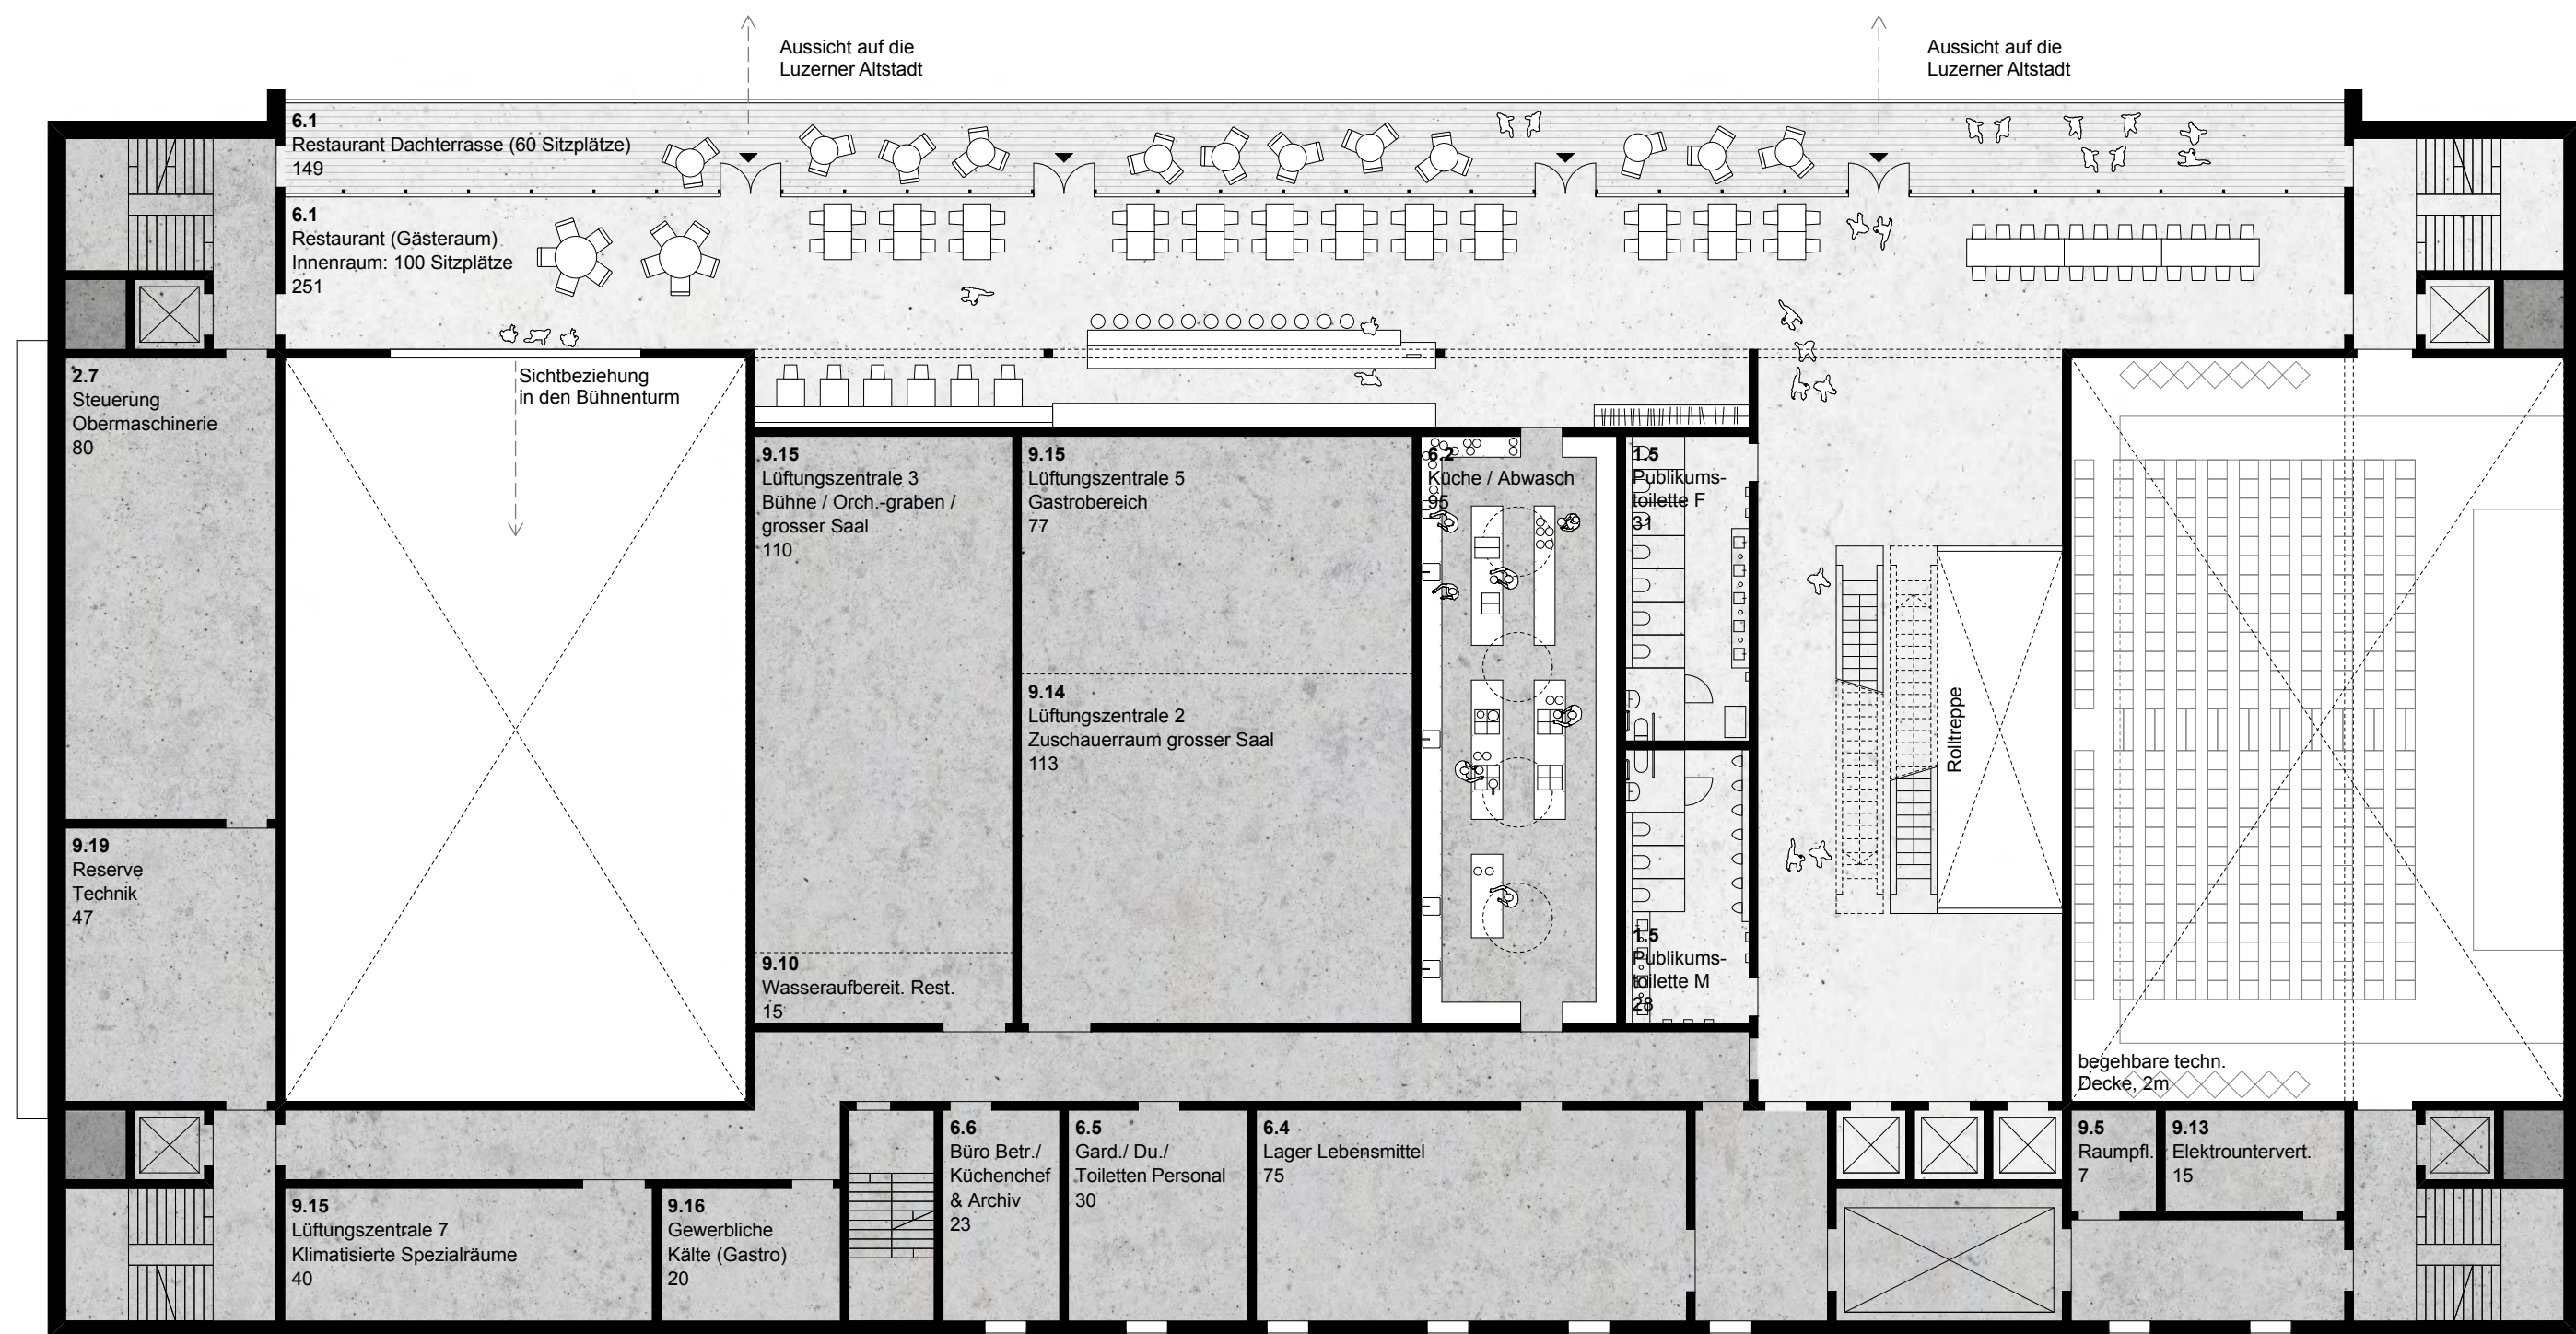 Aussicht auf die
Luzerner Altstadt
Aussicht auf die
Luzerner Altstadt
6.1
Restaurant Dachterrasse (60 Sitzplätze)
149
6.1
Restaurant (Gästeraum)
Innenraum: 100 Sitzplätze
251
2.7
Steuerung
Obermaschinerie
80
Sichtbeziehung
in den Bühnenturm
9.15
Lüftungszentrale 3
Bühne / Orch.-graben /
grosser Saal
110
9.15
Lüftungszentrale 5
Gastrobereich
77
6.2
Küche / Abwasch
95
1.5
Publikums-
toilette F
31
9.14
Lüftungszentrale 2
Zuschauerraum grosser Saal
113
Rolltreppe
9.19
Reserve
Technik
47
9.10
Wasseraufbereit. Rest.
15
1.5
Publikums-
toilette M
28
begehbare techn.
Decke, 2m
6.6
Büro Betr./
Küchenchef
& Archiv
23
6.5
Gard./ Du./
Toiletten Personal
30
6.4
Lager Lebensmittel
75
9.5
Raumpfl.
7
9.13
Elektrountervert.
15
9.15
Lüftungszentrale 7
Klimatisierte Spezialräume
40
9.16
Gewerbliche
Kälte (Gastro)
20